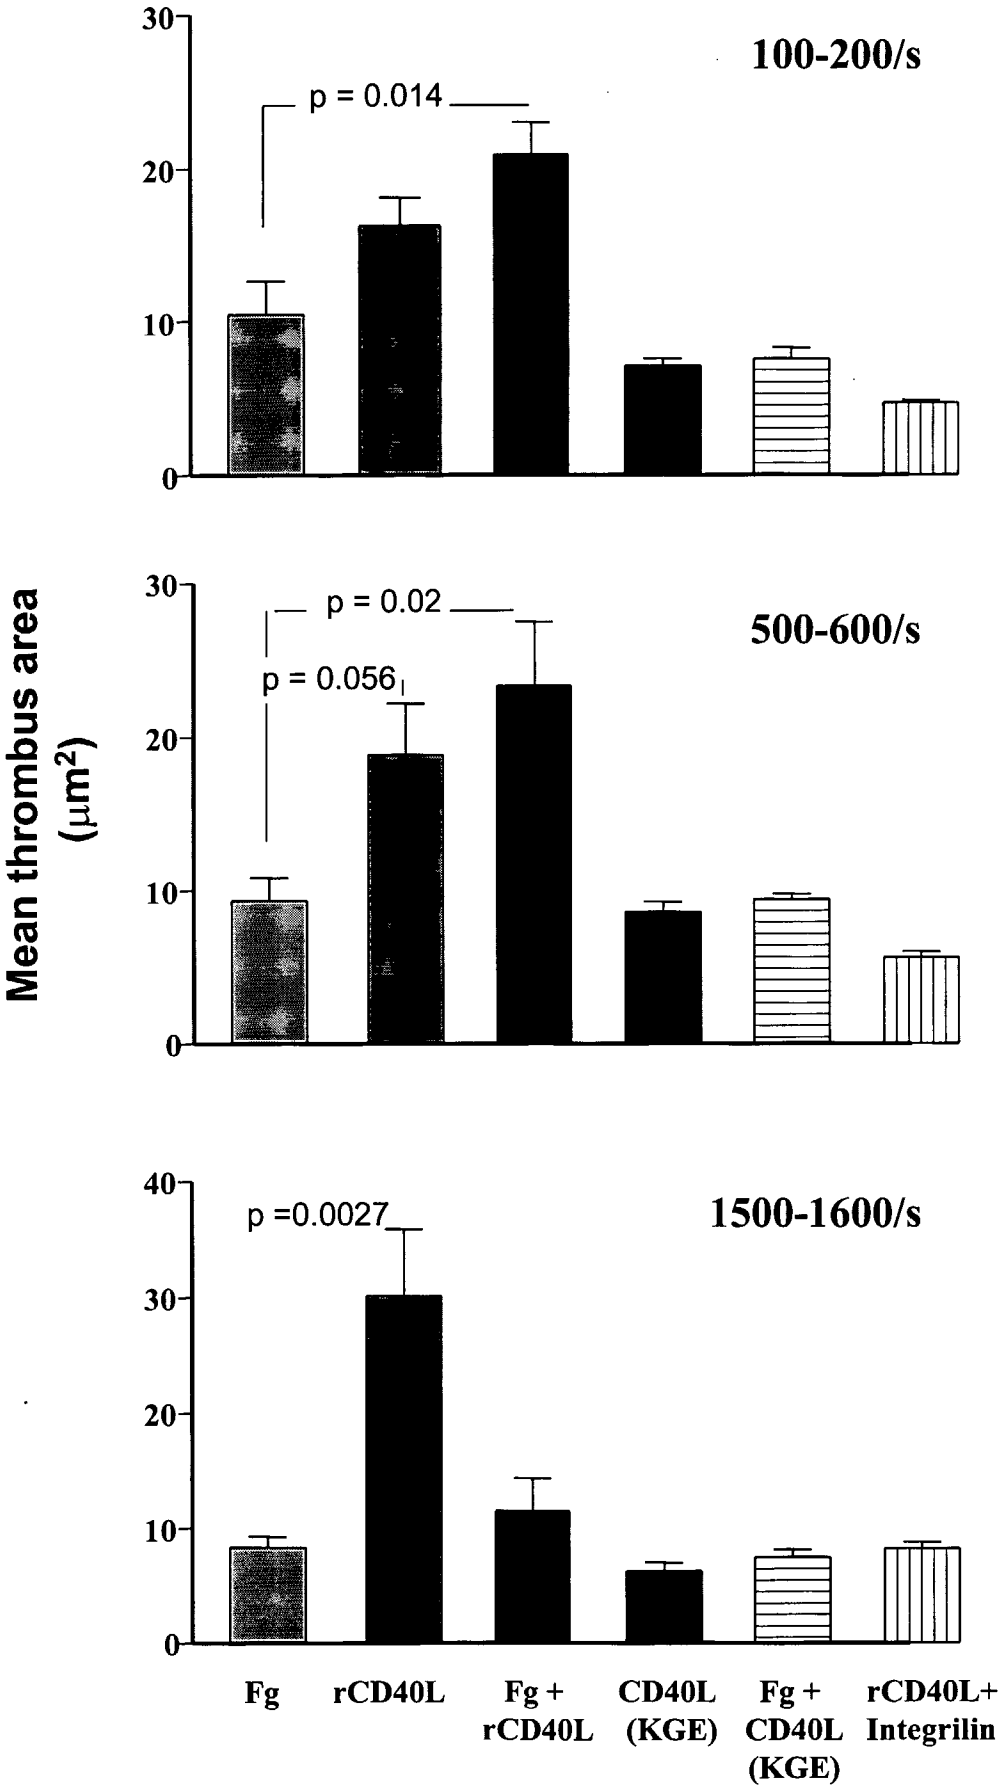 30
100-200/s
p = 0.014
20
10
0
Mean thrombus area
(μm²)
30
p = 0.02
500-600/s
p = 0.056
20
10
0
40
p =0.0027
1500-1600/s
30
20
10
0
Fg
rCD40L
Fg +
rCD40L
CD40L
(KGE)
Fg +
CD40L
(KGE)
rCD40L+
Integrilin